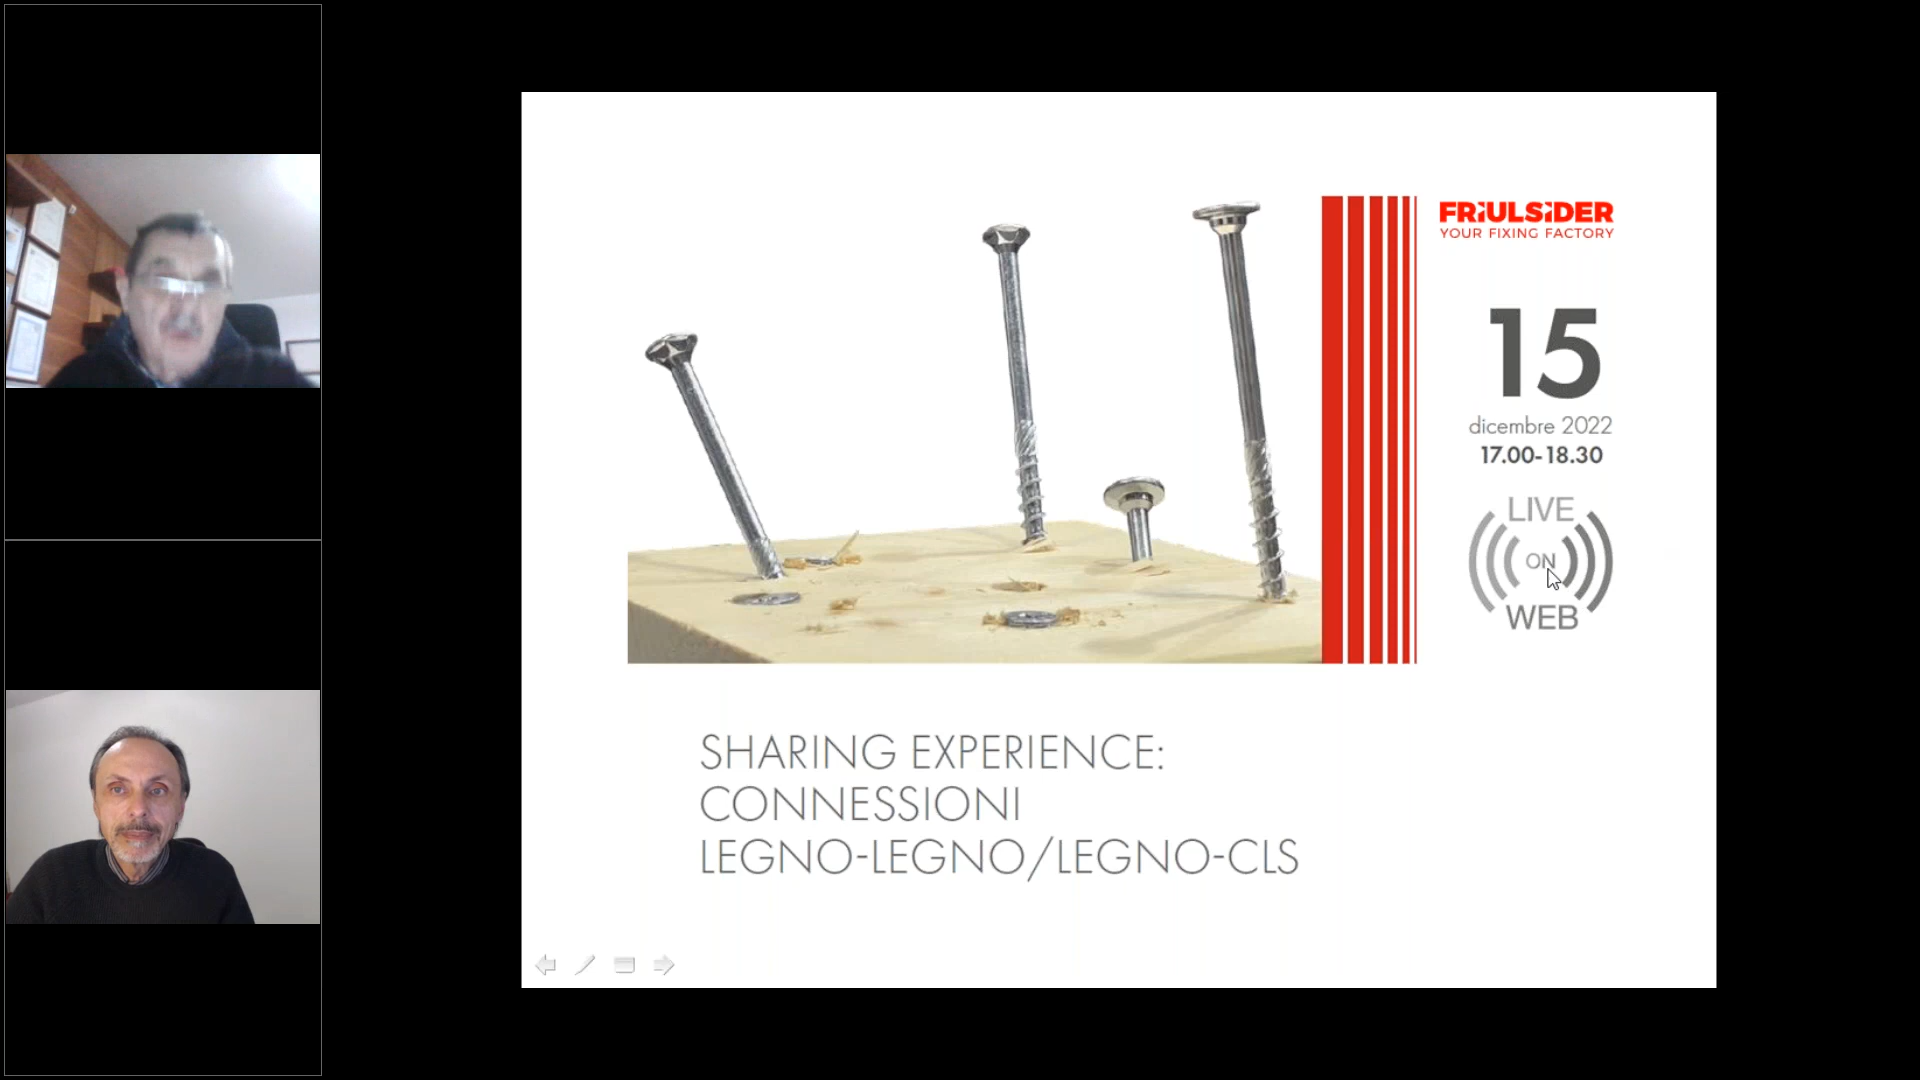 FRIULSIDER
YOUR FIXING FACTORY
15
dicembre 2022
17.00-18.30
LIVE
ON
WEB
SHARING EXPERIENCE:
CONNESSIONI
LEGNO-LEGNO/LEGNO-CLS